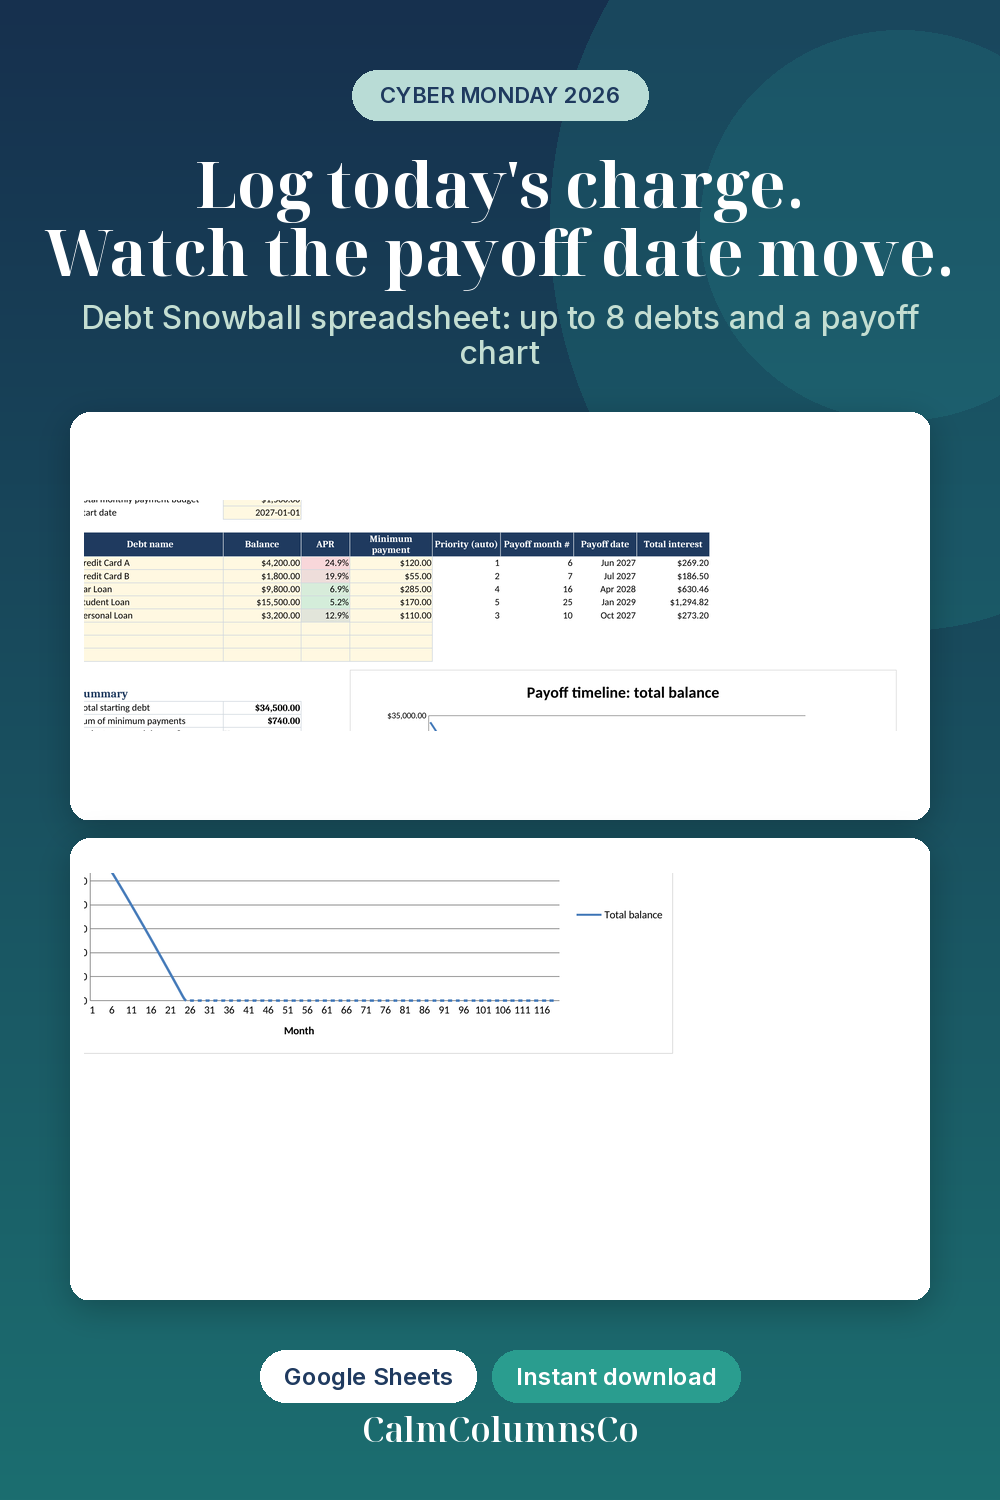 CYBER MONDAY 2026
Log today's charge.
Watch the payoff date move.
Debt Snowball spreadsheet: up to 8 debts and a payoff
chart
otal monthly payment budget $1,500.00
tart date 2027-01-01
Debt name Balance APR Minimum payment Priority (auto) Payoff month # Payoff date Total interest
redit Card A $4,200.00 24.9% $120.00 1 6 Jun 2027 $269.20
redit Card B $1,800.00 19.9% $55.00 2 7 Jul 2027 $186.50
ar Loan $9,800.00 6.9% $285.00 4 16 Apr 2028 $630.46
tudent Loan $15,500.00 5.2% $170.00 5 25 Jan 2029 $1,294.82
ersonal Loan $3,200.00 12.9% $110.00 3 10 Oct 2027 $273.20
ummary
otal starting debt $34,500.00
um of minimum payments $740.00
Payoff timeline: total balance
$35,000.00
Total balance
1 6 11 16 21 26 31 36 41 46 51 56 61 66 71 76 81 86 91 96 101 106 111 116
Month
Google Sheets
Instant download
CalmColumnsCo